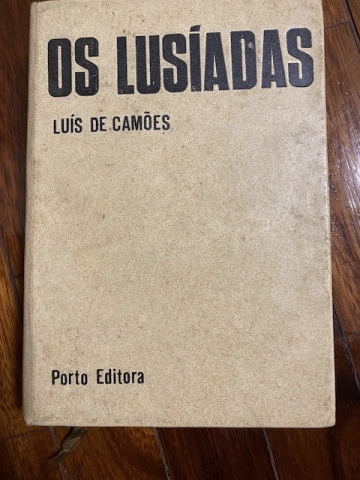 OS LUSÍADAS
LUÍS DE CAMÕES
Porto Editora